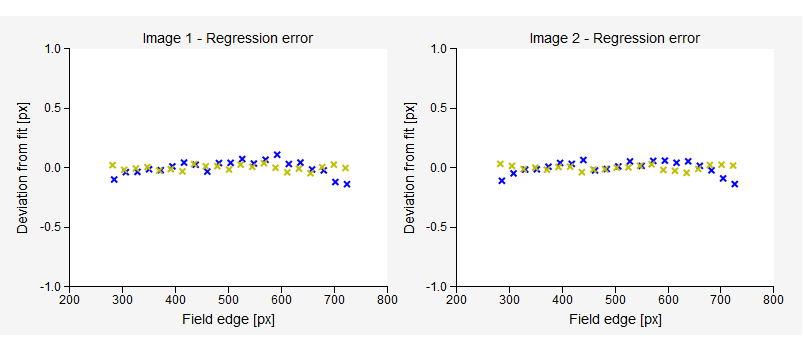 Image 1 - Regression error
1.0
0.5
0.0
-0.5
-1.0
Deviation from fit [px]
200 300 400 500 600 700 800
Field edge [px]
Image 2 - Regression error
1.0
0.5
0.0
-0.5
-1.0
Deviation from fit [px]
200 300 400 500 600 700 800
Field edge [px]